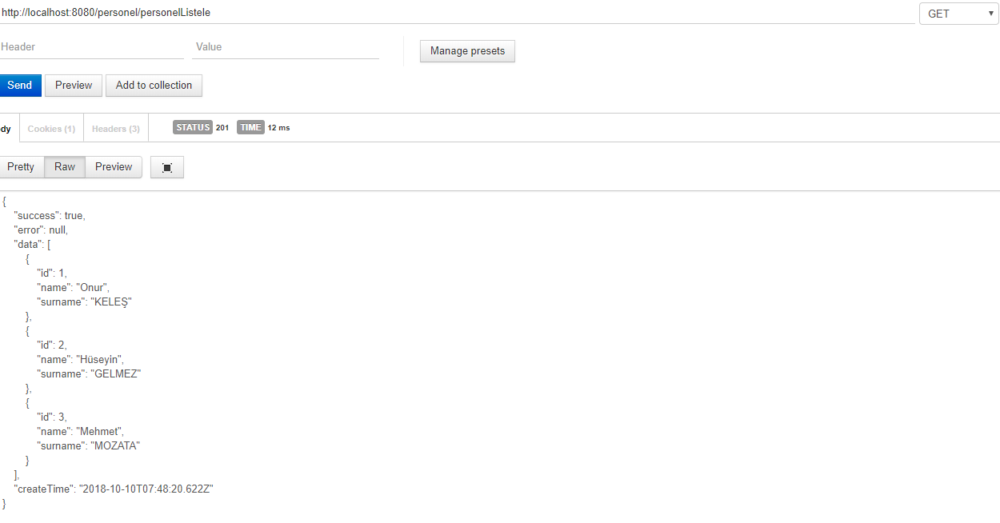 http://localhost:8080/personel/personelListele GET
Header Value Manage presets
Send Preview Add to collection
dy Cookies (1) Headers (3) STATUS 201 TIME 12 ms
Pretty Raw Preview
{
"success": true,
"error": null,
"data": [
{
"id": 1,
"name": "Onur",
"surname": "KELEŞ"
},
{
"id": 2,
"name": "Hüseyin",
"surname": "GELMEZ"
},
{
"id": 3,
"name": "Mehmet",
"surname": "MOZATA"
}
],
"createTime": "2018-10-10T07:48:20.622Z"
}